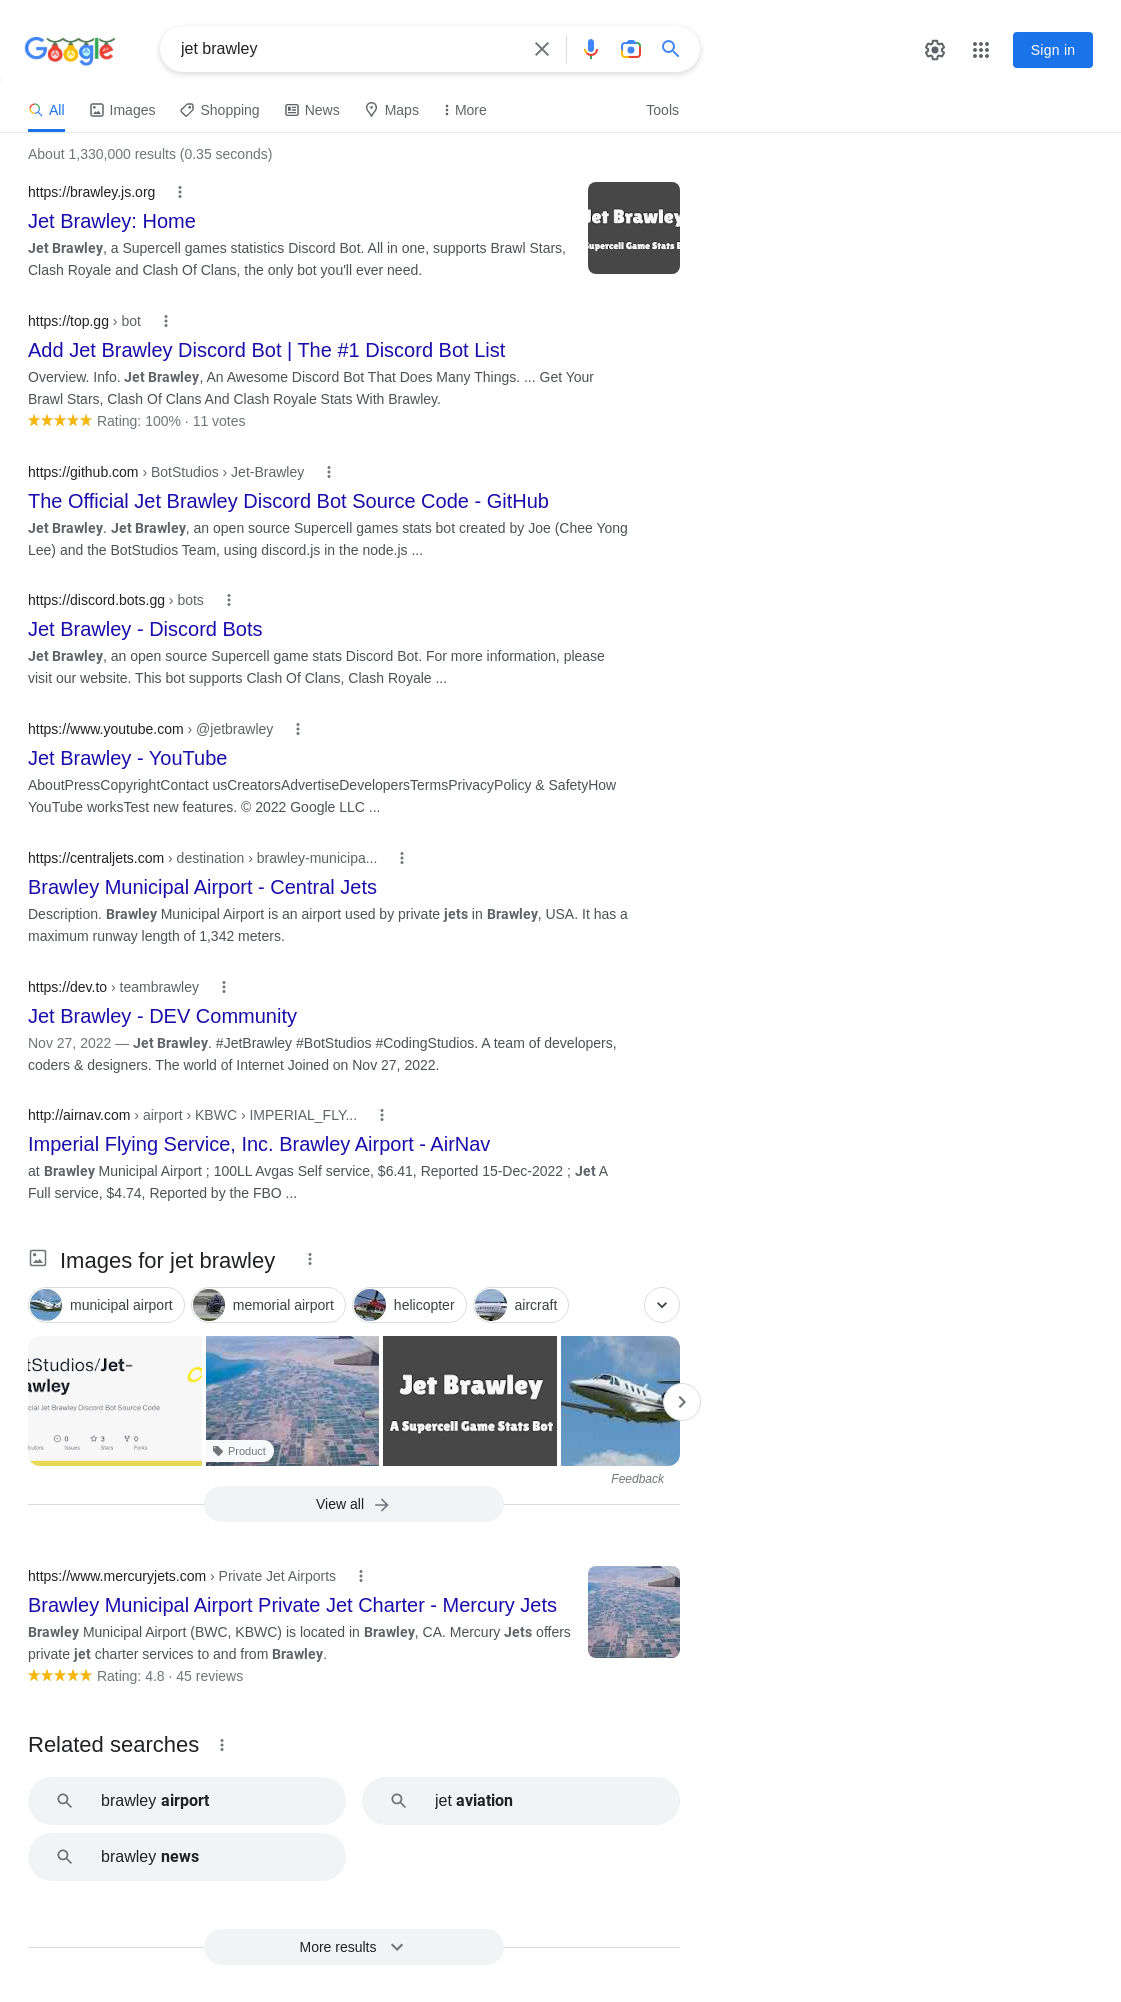 Google
jet brawley
Sign in
All
Images
Shopping
News
Maps
More
Tools
About 1,330,000 results (0.35 seconds)
https://brawley.js.org
Jet Brawley: Home
Jet Brawley, a Supercell games statistics Discord Bot. All in one, supports Brawl Stars,
Clash Royale and Clash Of Clans, the only bot you'll ever need.
Jet Brawley
Supercell Game Stats B
https://top.gg › bot
Add Jet Brawley Discord Bot | The #1 Discord Bot List
Overview. Info. Jet Brawley, An Awesome Discord Bot That Does Many Things. ... Get Your
Brawl Stars, Clash Of Clans And Clash Royale Stats With Brawley.
Rating: 100% · 11 votes
https://github.com › BotStudios › Jet-Brawley
The Official Jet Brawley Discord Bot Source Code - GitHub
Jet Brawley. Jet Brawley, an open source Supercell games stats bot created by Joe (Chee Yong
Lee) and the BotStudios Team, using discord.js in the node.js ...
https://discord.bots.gg › bots
Jet Brawley - Discord Bots
Jet Brawley, an open source Supercell game stats Discord Bot. For more information, please
visit our website. This bot supports Clash Of Clans, Clash Royale ...
https://www.youtube.com › @jetbrawley
Jet Brawley - YouTube
AboutPressCopyrightContact usCreatorsAdvertiseDevelopersTermsPrivacyPolicy & SafetyHow
YouTube worksTest new features. © 2022 Google LLC ...
https://centraljets.com › destination › brawley-municipa...
Brawley Municipal Airport - Central Jets
Description. Brawley Municipal Airport is an airport used by private jets in Brawley, USA. It has a
maximum runway length of 1,342 meters.
https://dev.to › teambrawley
Jet Brawley - DEV Community
Nov 27, 2022 — Jet Brawley. #JetBrawley #BotStudios #CodingStudios. A team of developers,
coders & designers. The world of Internet Joined on Nov 27, 2022.
http://airnav.com › airport › KBWC › IMPERIAL_FLY...
Imperial Flying Service, Inc. Brawley Airport - AirNav
at Brawley Municipal Airport ; 100LL Avgas Self service, $6.41, Reported 15-Dec-2022 ; Jet A
Full service, $4.74, Reported by the FBO ...
Images for jet brawley
municipal airport
memorial airport
helicopter
aircraft
tStudios/Jet-
awley
cial Jet Brawley Discord Bot Source Code
0
3
0
butors
Issues
Stars
Forks
Product
Jet Brawley
A Supercell Game Stats Bot
Feedback
View all
https://www.mercuryjets.com › Private Jet Airports
Brawley Municipal Airport Private Jet Charter - Mercury Jets
Brawley Municipal Airport (BWC, KBWC) is located in Brawley, CA. Mercury Jets offers
private jet charter services to and from Brawley.
Rating: 4.8 · 45 reviews
Related searches
brawley airport
jet aviation
brawley news
More results